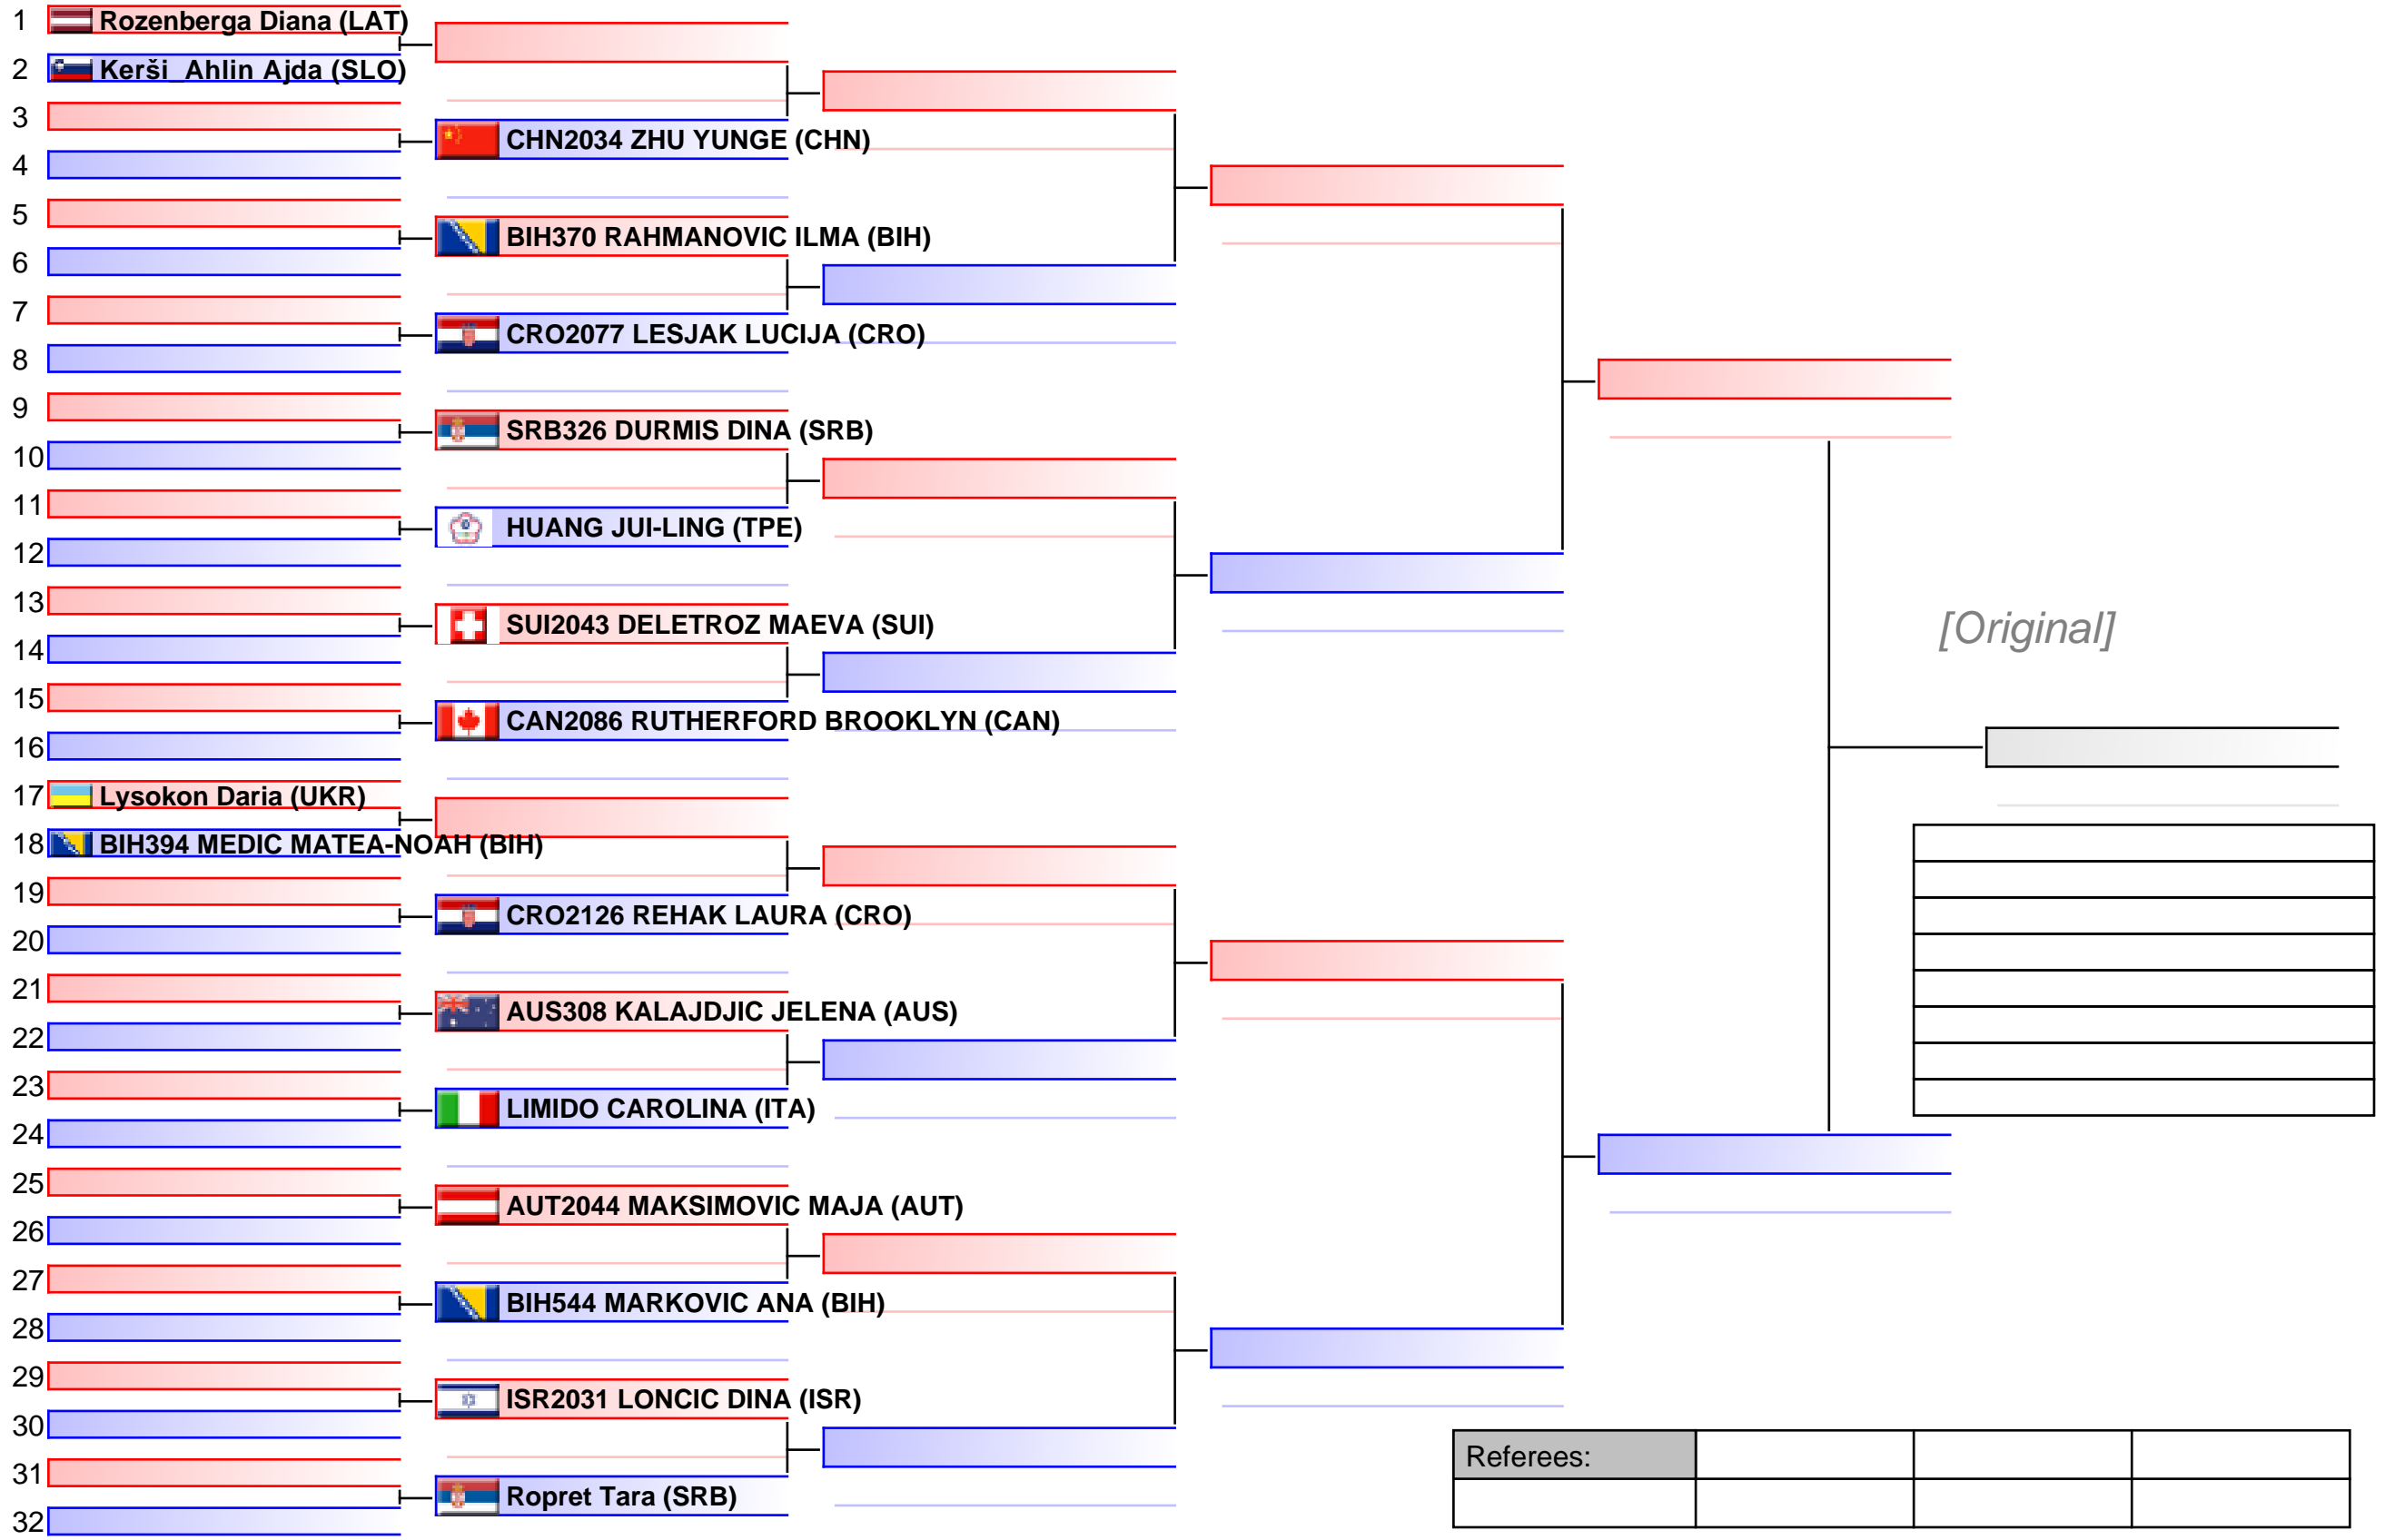 1 Rozenberga Diana (LAT)
2 Kerši_Ahlin Ajda (SLO)
3
CHN2034 ZHU YUNGE (CHN)
4
5
BIH370 RAHMANOVIC ILMA (BIH)
6
7
CRO2077 LESJAK LUCIJA (CRO)
8
9
SRB326 DURMIS DINA (SRB)
10
11
HUANG JUI-LING (TPE)
12
13
SUI2043 DELETROZ MAEVA (SUI)
[Original]
14
15
CAN2086 RUTHERFORD BROOKLYN (CAN)
16
17 Lysokon Daria (UKR)
18 BIH394 MEDIC MATEA-NOAH (BIH)
19
CRO2126 REHAK LAURA (CRO)
20
21
AUS308 KALAJDJIC JELENA (AUS)
22
23
LIMIDO CAROLINA (ITA)
24
25
AUT2044 MAKSIMOVIC MAJA (AUT)
26
27
BIH544 MARKOVIC ANA (BIH)
28
29
ISR2031 LONCIC DINA (ISR)
30
Referees:
31
Ropret Tara (SRB)
32